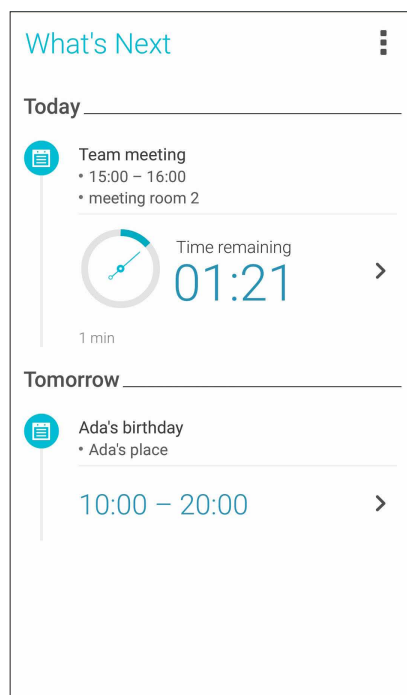 What's Next
Today
Team meeting
• 15:00 – 16:00
• meeting room 2
Time remaining
01:21
1 min
Tomorrow
Ada's birthday
• Ada's place
10:00 – 20:00